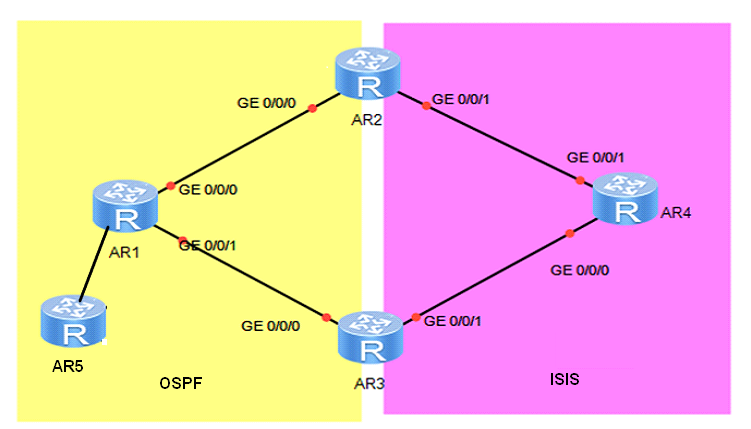 GE 0/0/0
R
AR2
GE 0/0/1
GE 0/0/1
R
AR4
GE 0/0/0
R
AR1
GE 0/0/1
GE 0/0/0
R
AR5
GE 0/0/0
R
AR3
GE 0/0/1
OSPF
ISIS